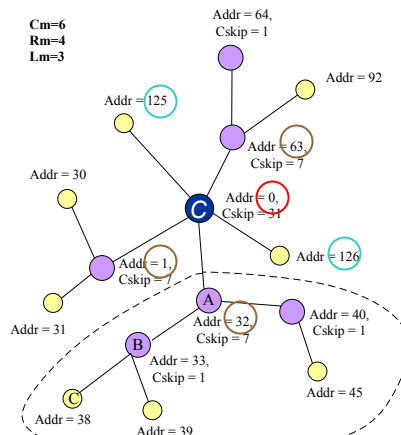 Cm=6
Rm=4
Lm=3
Addr = 64,
Cskip = 1
Addr = 92
Addr = 125
Addr = 63,
Cskip = 7
Addr = 30
C
Addr = 0,
Cskip = 31
Addr = 1,
Cskip = 7
Addr = 126
Addr = 31
A
Addr = 32,
Cskip = 7
Addr = 40,
Cskip = 1
B
Addr = 33,
Cskip = 1
C
Addr = 38
Addr = 39
Addr = 45